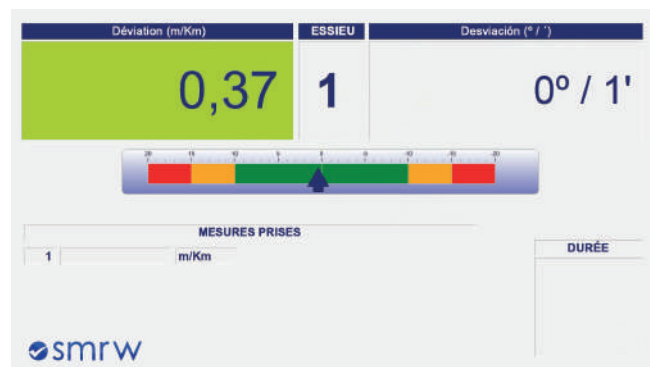 Déviation (m/Km) ESSIEU Desviación (º / ´)
0,37 1 0º / 1'
MESURES PRISES
DURÉE
1 m/Km
smrw